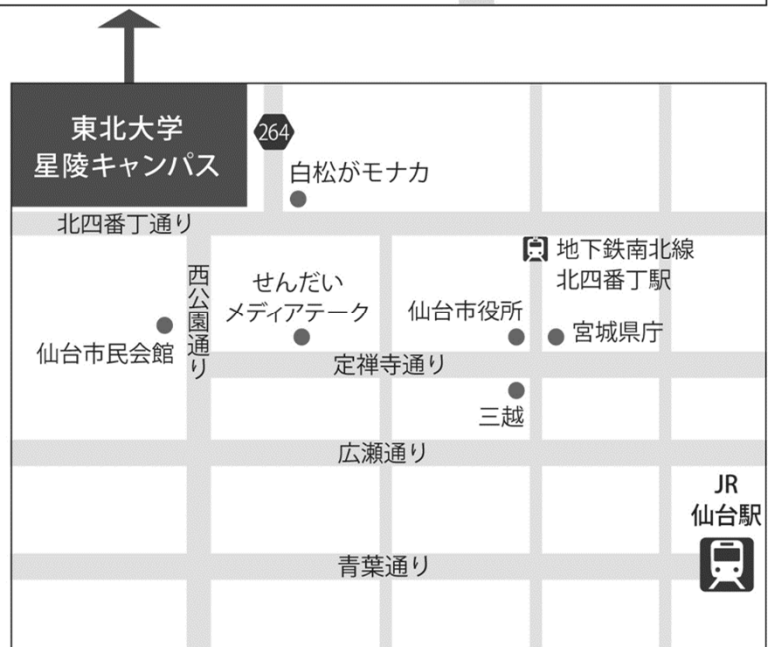 東北大学
星陵キャンパス
264
白松がモナカ
北四番丁通り
地下鉄南北線
北四番丁駅
西公園通り
せんだい
メディアテーク
仙台市役所
宮城県庁
仙台市民会館
定禅寺通り
三越
広瀬通り
JR
仙台駅
青葉通り